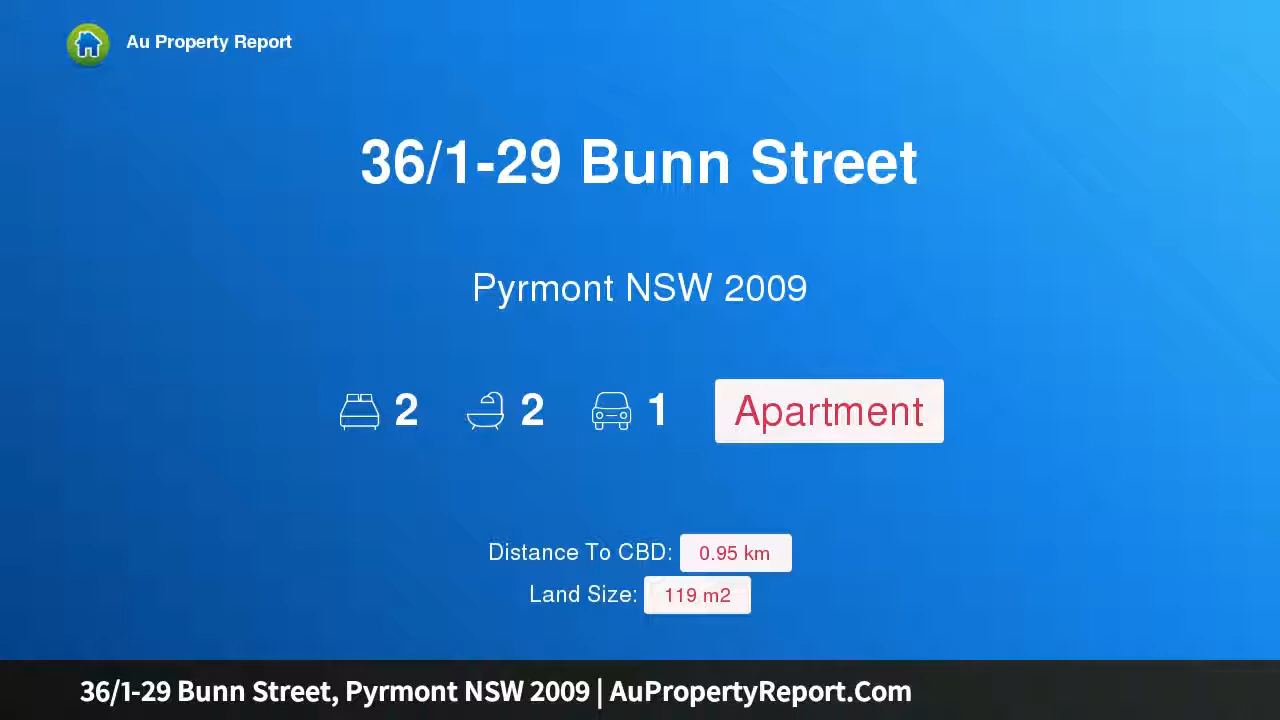 Au Property Report
36/1-29 Bunn Street
Pyrmont NSW 2009
2 2 1 Apartment
Distance To CBD: 0.95 km
Land Size: 119 m2
36/1-29 Bunn Street, Pyrmont NSW 2009 | AuPropertyReport.Com